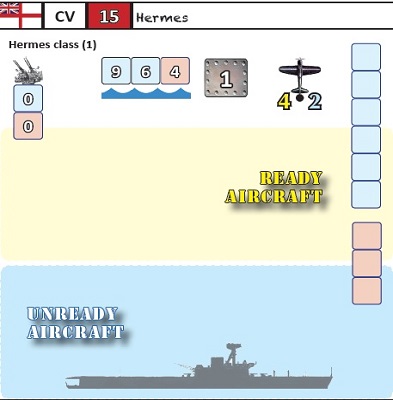 CV 15 Hermes
Hermes class (1)
9 6 4 1
0
4 2
0
READY
AIRCRAFT
UNREADY
AIRCRAFT